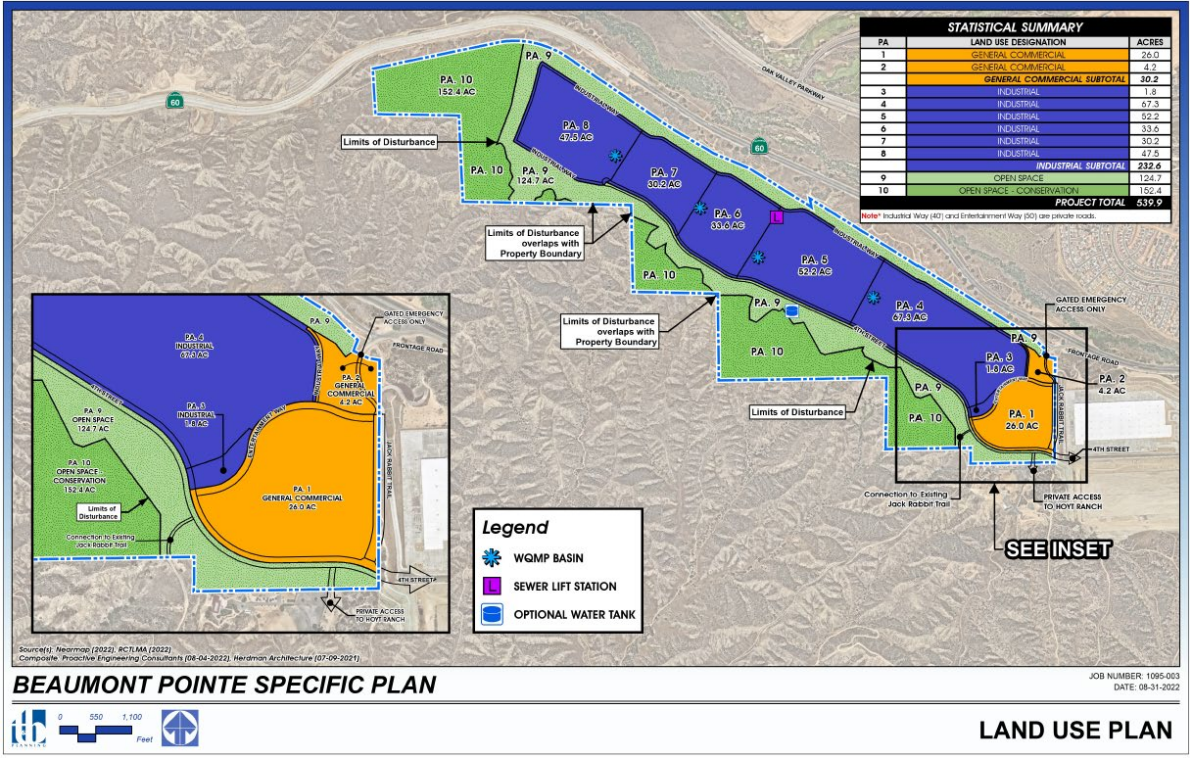 STATISTICAL SUMMARY
PA LAND USE DESIGNATION ACRES
1 GENERAL COMMERCIAL 26.0
2 GENERAL COMMERCIAL 4.2
GENERAL COMMERCIAL SUBTOTAL 30.2
3 INDUSTRIAL 1.8
4 INDUSTRIAL 67.3
5 INDUSTRIAL 52.2
6 INDUSTRIAL 33.6
7 INDUSTRIAL 30.2
8 INDUSTRIAL 47.5
INDUSTRIAL SUBTOTAL 232.6
9 OPEN SPACE 124.7
10 OPEN SPACE - CONSERVATION 152.4
PROJECT TOTAL 539.9
Note* Industrial Way (40') and Entertainment Way (50') are private roads.
60
OAK VALLEY PARKWAY
60
P.A. 10
152.4 AC
P.A. 9
INDUSTRIAL WAY
P.A. 8
47.5 AC
Limits of Disturbance
P.A. 10
P.A. 9
124.7 AC
INDUSTRIAL WAY
P.A. 7
30.2 AC
P.A. 6
33.6 AC
L
INDUSTRIAL WAY
Limits of Disturbance
overlaps with
Property Boundary
P.A. 5
52.2 AC
P.A. 10
P.A. 9
P.A. 4
67.3 AC
4TH STREET
Limits of Disturbance
overlaps with
Property Boundary
P.A. 10
GATED EMERGENCY
ACCESS ONLY
P.A. 9
FRONTAGE ROAD
P.A. 3
1.8 AC
P.A. 2
4.2 AC
P.A. 9
P.A. 1
26.0 AC
JACK RABBIT TRAIL
Limits of Disturbance
P.A. 10
4TH STREET
Connection to Existing
Jack Rabbit Trail
PRIVATE ACCESS
TO HOYT RANCH
SEE INSET
P.A. 9
GATED EMERGENCY
ACCESS ONLY
FRONTAGE ROAD
P.A. 4
INDUSTRIAL
67.3 AC
P.A. 2
GENERAL
COMMERCIAL
4.2 AC
4TH STREET
P.A. 3
INDUSTRIAL
1.8 AC
ENTERTAINMENT WAY
P.A. 9
OPEN SPACE
124.7 AC
JACK RABBIT TRAIL
P.A. 10
OPEN SPACE -
CONSERVATION
152.4 AC
P.A. 1
GENERAL COMMERCIAL
26.0 AC
Limits of
Disturbance
Connection to Existing
Jack Rabbit Trail
4TH STREET
PRIVATE ACCESS
TO HOYT RANCH
Legend
WQMP BASIN
L SEWER LIFT STATION
OPTIONAL WATER TANK
Source(s): Nearmap (2022), RCTLMA (2022)
Composite: Proactive Engineering Consultants (08-04-2022), Herdman Architecture (07-09-2021)
BEAUMONT POINTE SPECIFIC PLAN
JOB NUMBER: 1095-003
DATE: 08-31-2022
tb
PLANNING
0 550 1,100
Feet
LAND USE PLAN